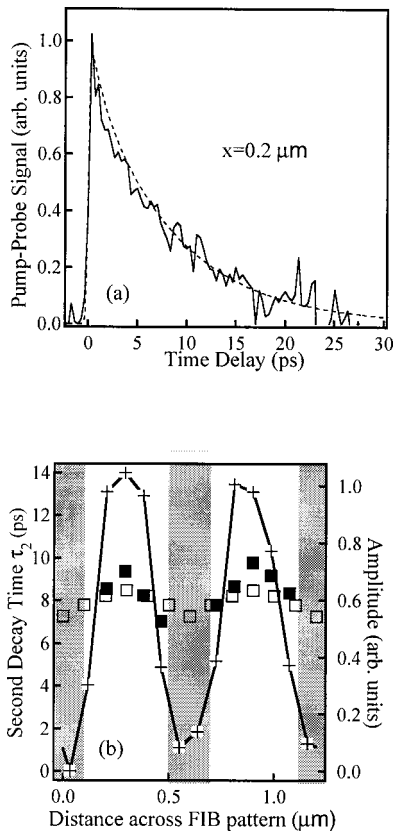 Pump-Probe Signal (arb. units)
1.0
0.8
0.6
0.4
0.2
0.0
x=0.2 μm
(a)
0 5 10 15 20 25 30
Time Delay (ps)
Second Decay Time τ2 (ps)
14
12
10
8
6
4
2
0
(b)
1.0
0.8
0.6
0.4
0.2
0.0
Amplitude (arb. units)
0.0 0.5 1.0
Distance across FIB pattern (μm)